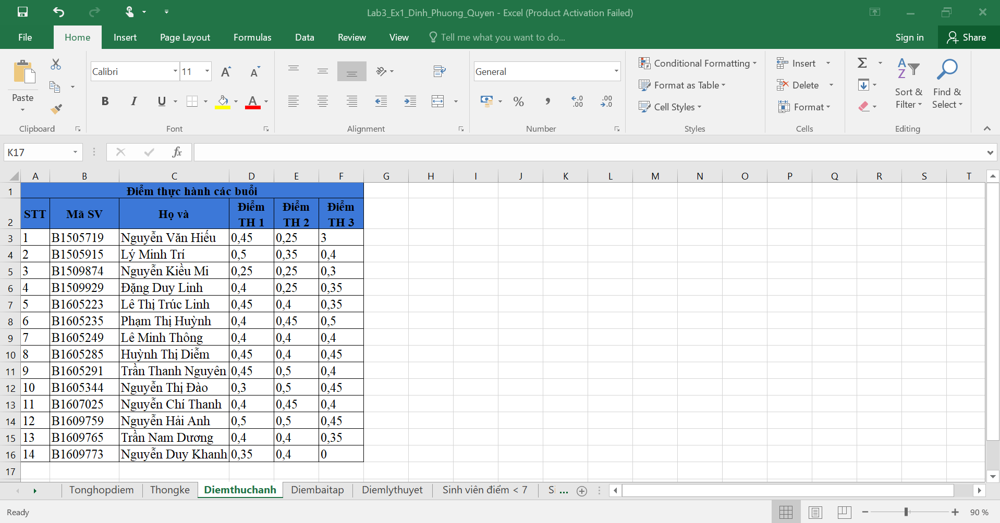 Lab3_Ex1_Dinh_Phuong_Quyen - Excel (Product Activation Failed)
File Home Insert Page Layout Formulas Data Review View Tell me what you want to do... Sign in Share
Paste
Calibri 11
B I U A
General
% , .00
Conditional Formatting
Format as Table
Cell Styles
Insert
Delete
Format
Sort & Filter
Find & Select
Clipboard Font Alignment Number Styles Cells Editing
K17 fx
A B C D E F G H I J K L M N O P Q R S T
1 Điểm thực hành các buổi
2 STT Mã SV Họ và Điểm TH 1 Điểm TH 2 Điểm TH 3
3 1 B1505719 Nguyễn Văn Hiếu 0,45 0,25 3
4 2 B1505915 Lý Minh Trí 0,5 0,35 0,4
5 3 B1509874 Nguyễn Kiều Mi 0,25 0,25 0,3
6 4 B1509929 Đặng Duy Linh 0,4 0,25 0,35
7 5 B1605223 Lê Thị Trúc Linh 0,45 0,4 0,35
8 6 B1605235 Phạm Thị Huỳnh 0,4 0,45 0,5
9 7 B1605249 Lê Minh Thông 0,4 0,4 0,4
10 8 B1605285 Huỳnh Thị Diễm 0,45 0,4 0,45
11 9 B1605291 Trần Thanh Nguyên 0,45 0,5 0,4
12 10 B1605344 Nguyễn Thị Đào 0,3 0,5 0,45
13 11 B1607025 Nguyễn Chí Thanh 0,4 0,45 0,4
14 12 B1609759 Nguyễn Hải Anh 0,5 0,5 0,45
15 13 B1609765 Trần Nam Dương 0,4 0,4 0,35
16 14 B1609773 Nguyễn Duy Khanh 0,35 0,4 0
17
Tonghopdiem Thongke Diemthuchanh Diembaitap Diemlythuyet Sinh viên điểm < 7 Si ...
Ready 90 %